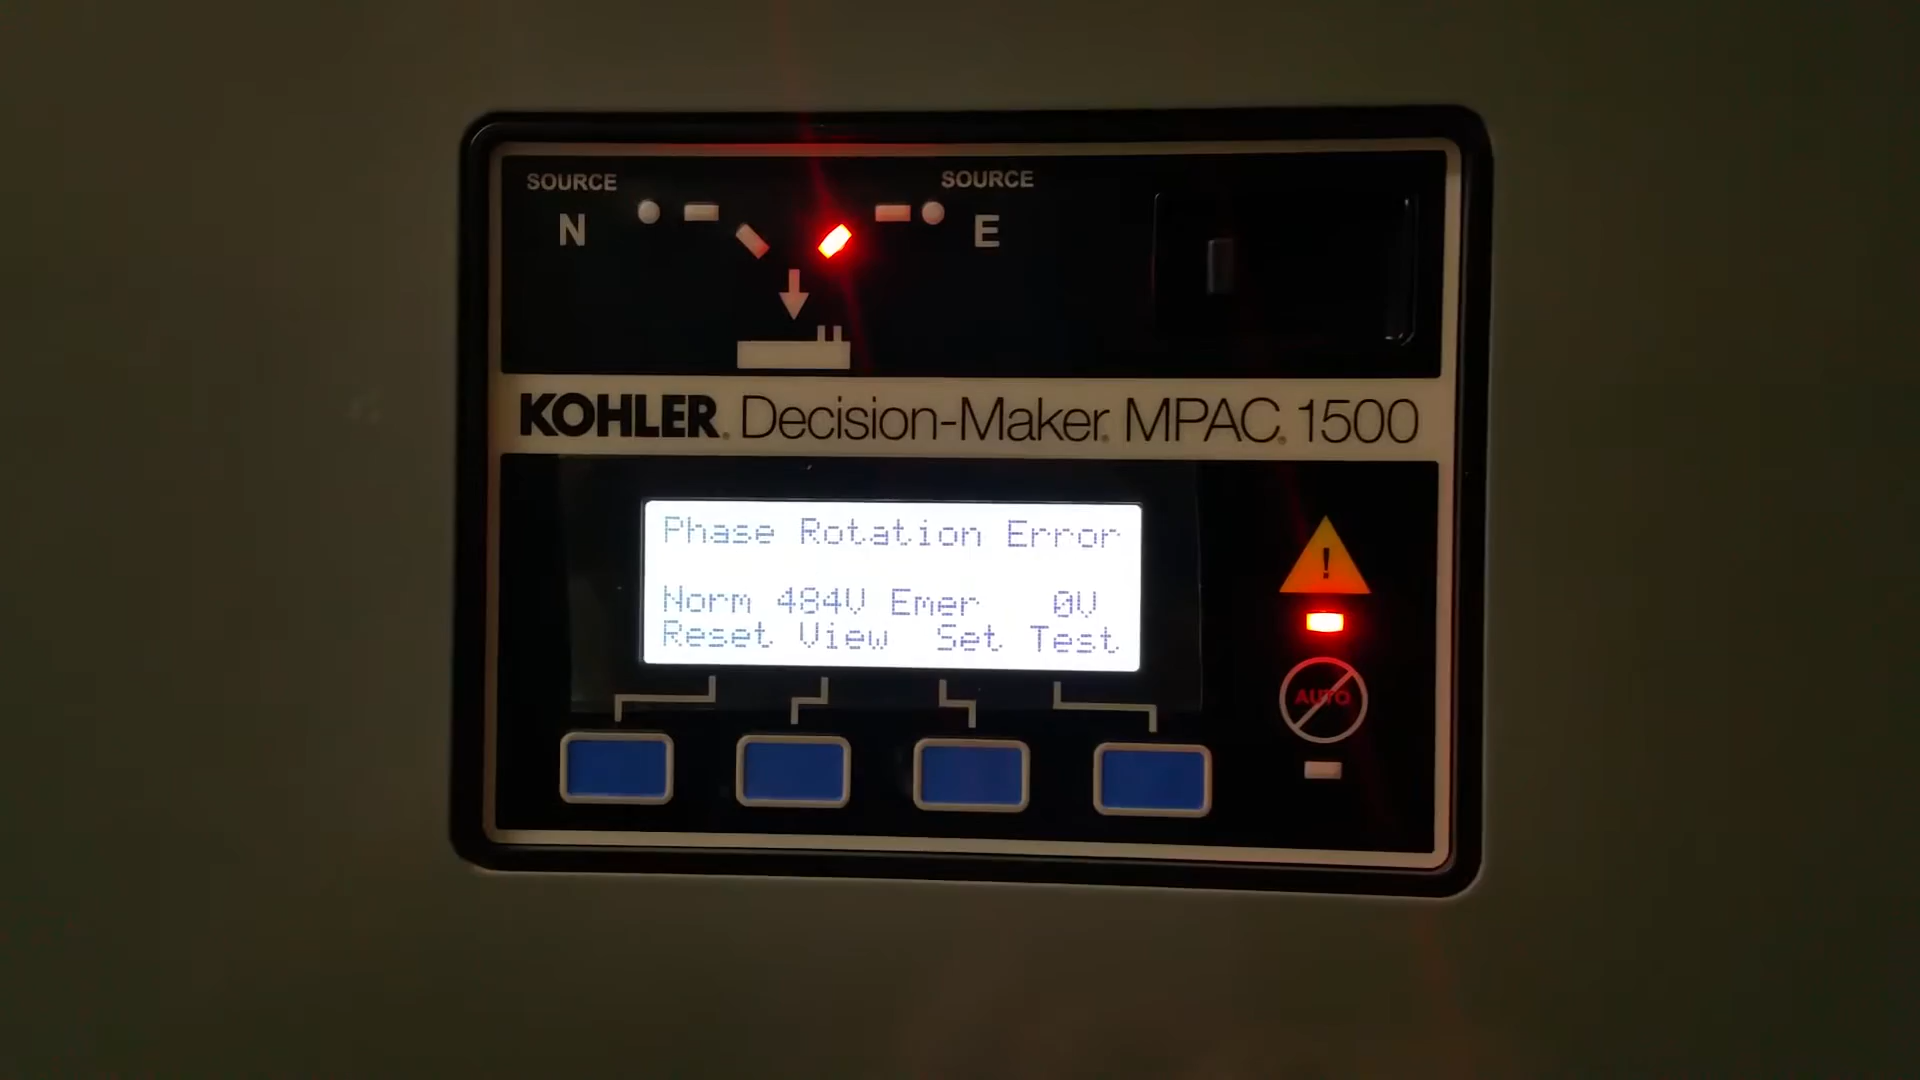 SOURCE
N
SOURCE
E
KOHLER® Decision-Maker® MPAC® 1500
Phase Rotation Error
Norm 484V Emer 0V
Reset View Set Test
!
AUTO